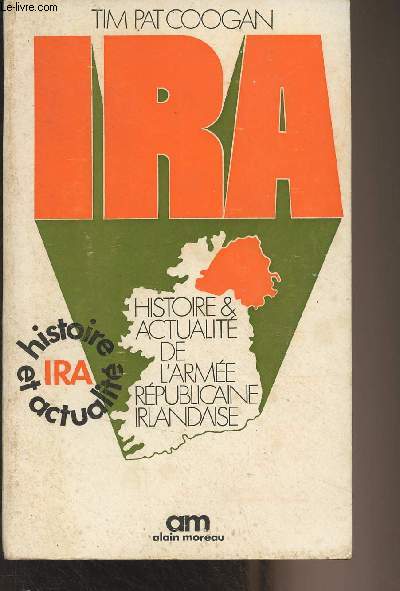 Le-livre.com
TIM PAT COOGAN
IRA
HISTOIRE &
ACTUALITÉ
DE
L'ARMÉE
RÉPUBLICAINE
IRLANDAISE
histoire
et actualité
IRA
am
alain moreau